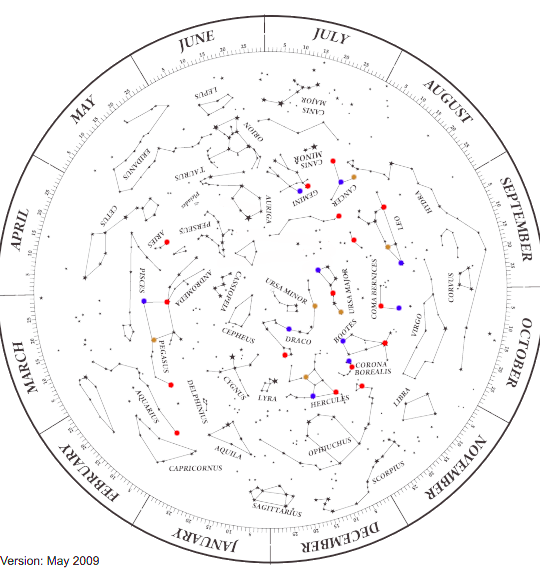 JUNE
JULY
MAY
AUGUST
APRIL
SEPTEMBER
MARCH
OCTOBER
FEBRUARY
NOVEMBER
JANUARY
DECEMBER
LEPUS
CANIS
MAJOR
ORION
ERIDANUS
TAURUS
CANIS
MINOR
GEMINI
CANCER
HYDRA
CETUS
Pleiades
AURIGA
LEO
ARIES
PERSEUS
PISCES
ANDROMEDA
CASSIOPEIA
URSA MINOR
URSA MAJOR
COMA BERNICES
CORVUS
CEPHEUS
DRACO
BOOTES
VIRGO
PEGASUS
CORONA
BOREALIS
CYGNUS
LYRA
HERCULES
LIBRA
DELPHINIUS
AQUARIUS
AQUILA
OPHIUCHUS
CAPRICORNUS
SCORPIUS
SAGITTARIUS
Version: May 2009